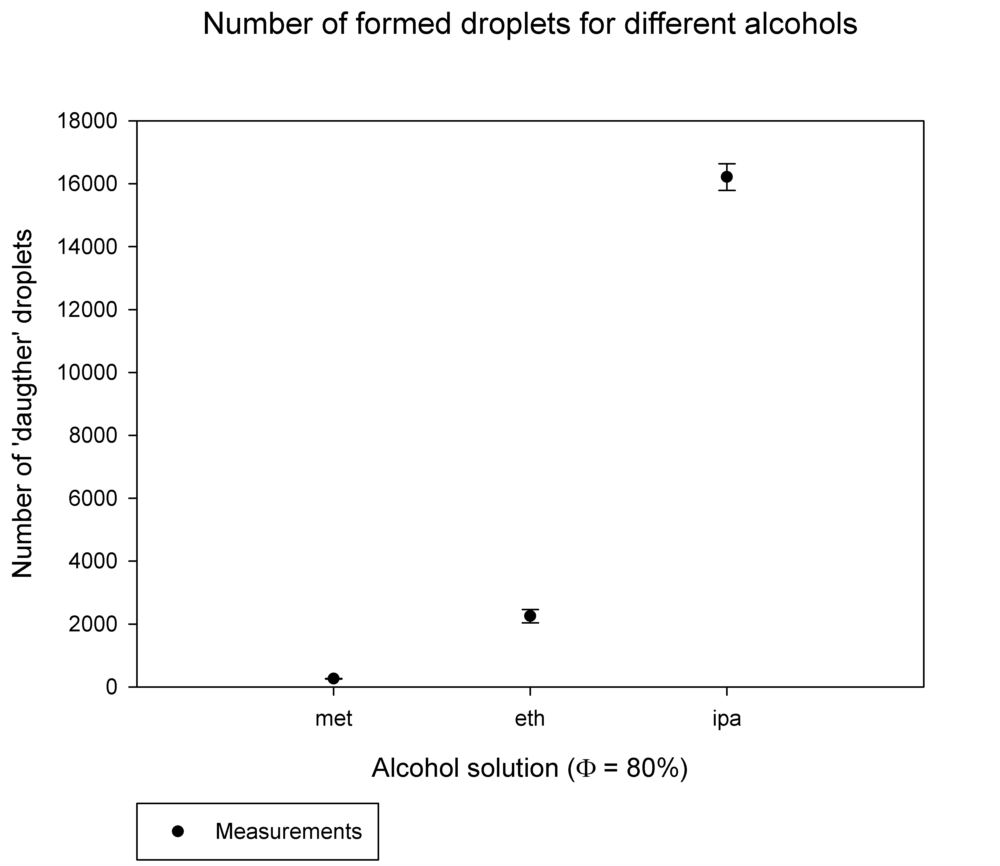 Number of formed droplets for different alcohols
18000
16000
14000
12000
10000
8000
6000
4000
2000
0
Number of 'daugther' droplets
met eth ipa
Alcohol solution (Φ = 80%)
Measurements